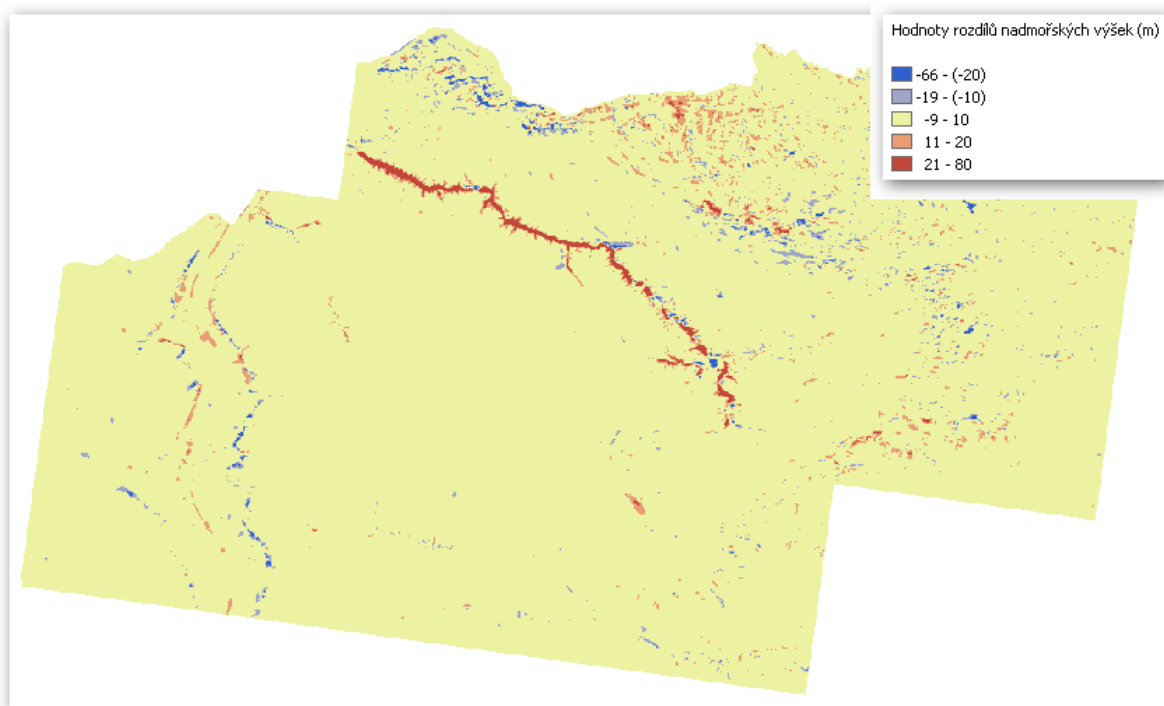 Hodnoty rozdílů nadmořských výšek (m)
-66 - (-20)
-19 - (-10)
-9 - 10
11 - 20
21 - 80